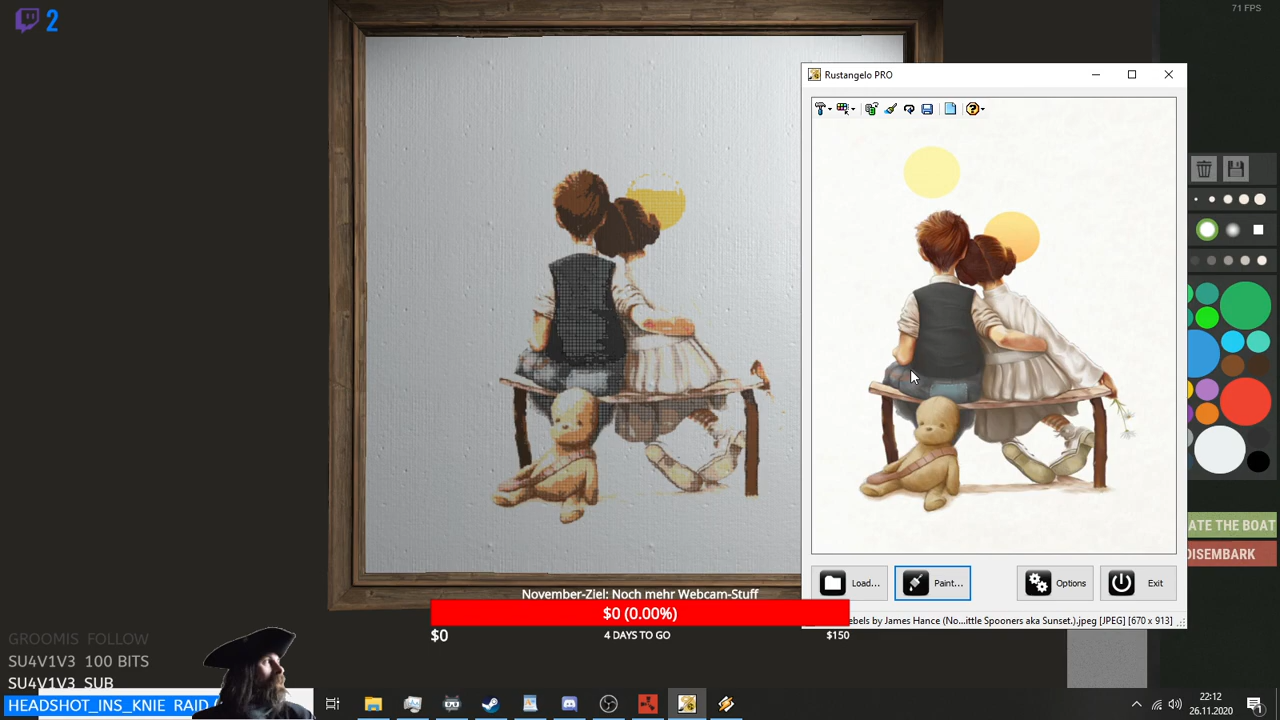 2
71 FPS
Rustangelo PRO
ATE THE BOAT
DISEMBARK
Load...
Paint...
Options
Exit
November-Ziel: Noch mehr Webcam-Stuff
$0 (0.00%)
ebels by James Hance (No...ittle Spooners aka Sunset.).jpeg [JPEG] [670 x 913]
$0
4 DAYS TO GO
$150
GROOMIS FOLLOW
SU4V1V3 100 BITS
SU4V1V3 SUB
HEADSHOT_INS_KNIE RAID (
22:12
26.11.2020
1